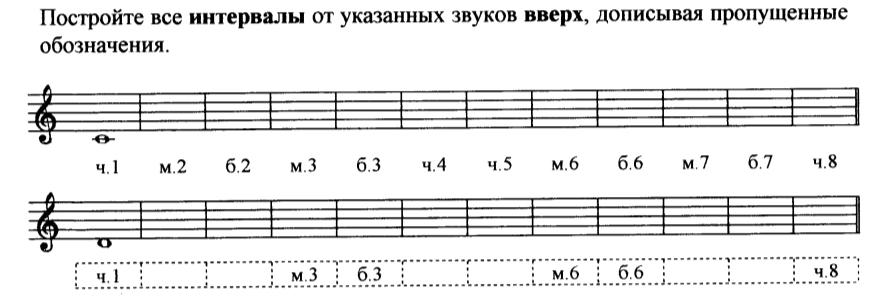 Постройте все интервалы от указанных звуков вверх, дописывая пропущенные
обозначения.
ч.1 м.2 б.2 м.3 б.3 ч.4 ч.5 м.6 б.6 м.7 б.7 ч.8
ч.1 м.3 б.3 м.6 б.6 ч.8